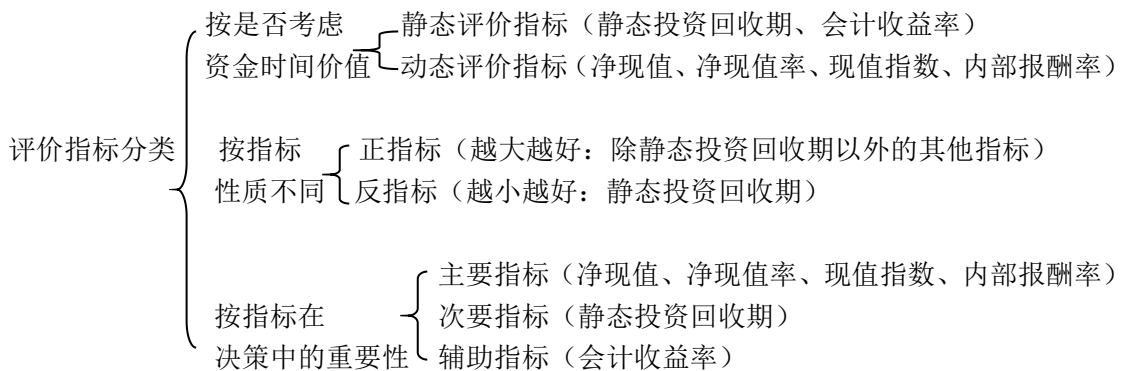 按是否考虑 静态评价指标（静态投资回收期、会计收益率）
资金时间价值 动态评价指标（净现值、净现值率、现值指数、内部报酬率）
评价指标分类 按指标 正指标（越大越好：除静态投资回收期以外的其他指标）
性质不同 反指标（越小越好：静态投资回收期）
主要指标（净现值、净现值率、现值指数、内部报酬率）
按指标在 次要指标（静态投资回收期）
决策中的重要性 辅助指标（会计收益率）